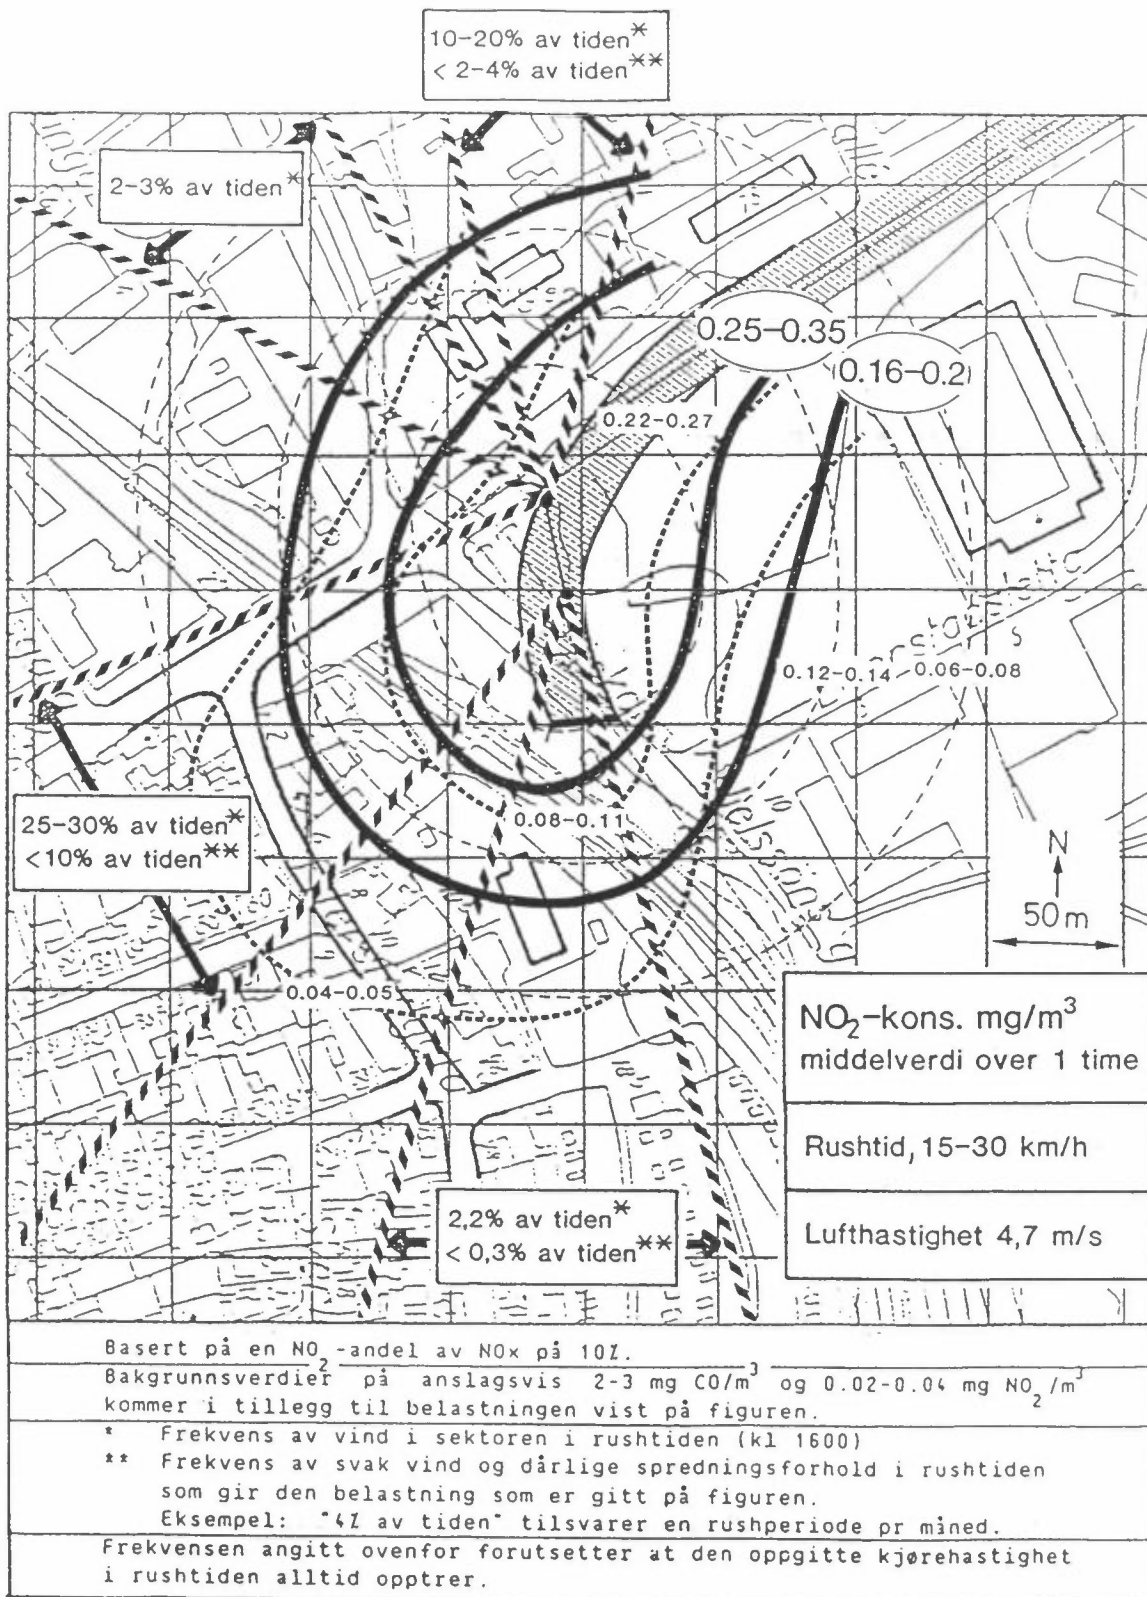 10-20% av tiden*
< 2-4% av tiden**
2-3% av tiden*
0.25-0.35
0.16-0.2
0.22-0.27
0.12-0.14
0.06-0.08
25-30% av tiden*
<10% av tiden**
0.08-0.11
N
50m
0.04-0.05
NO₂-kons. mg/m³
middelverdi over 1 time
Rushtid, 15-30 km/h
2,2% av tiden*
< 0,3% av tiden**
Lufthastighet 4,7 m/s
Basert på en NO₂-andel av NOx på 10%.
Bakgrunnsverdier på anslagsvis 2-3 mg CO/m³ og 0.02-0.04 mg NO₂/m³
kommer i tillegg til belastningen vist på figuren.
* Frekvens av vind i sektoren i rushtiden (kl 1600)
** Frekvens av svak vind og dårlige spredningsforhold i rushtiden
som gir den belastning som er gitt på figuren.
Eksempel: "4% av tiden" tilsvarer en rushperiode pr måned.
Frekvensen angitt ovenfor forutsetter at den oppgitte kjørehastighet
i rushtiden alltid opptrer.